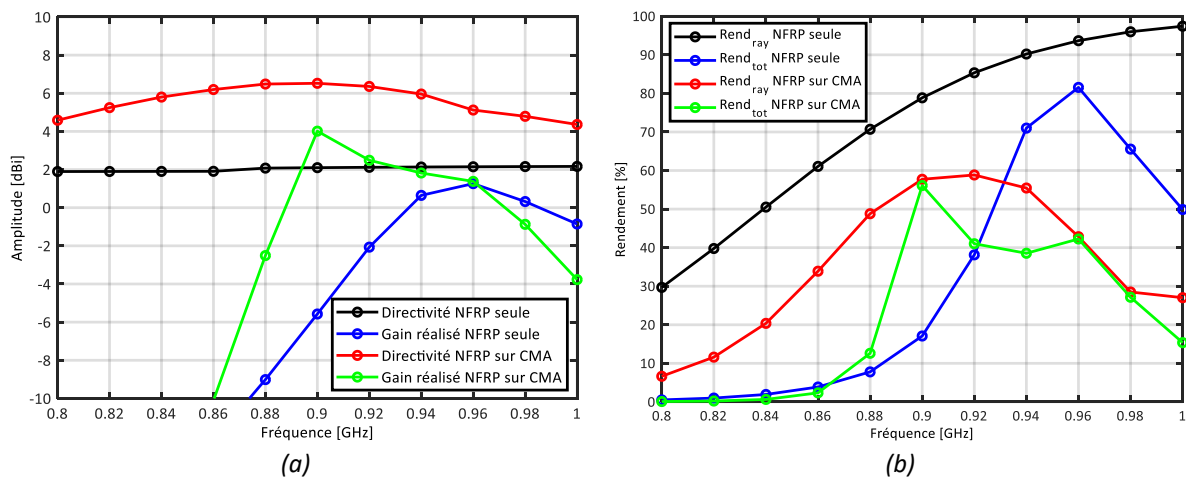 10
8
6
4
2
0
-2
-4
-6
-8
-10
Amplitude [dBi]
0.8 0.82 0.84 0.86 0.88 0.9 0.92 0.94 0.96 0.98 1
Fréquence [GHz]
Directivité NFRP seule
Gain réalisé NFRP seule
Directivité NFRP sur CMA
Gain réalisé NFRP sur CMA
(a)
100
90
80
70
60
50
40
30
20
10
0
Rendement [%]
0.8 0.82 0.84 0.86 0.88 0.9 0.92 0.94 0.96 0.98 1
Fréquence [GHz]
Rend_ray NFRP seule
Rend_tot NFRP seule
Rend_ray NFRP sur CMA
Rend_tot NFRP sur CMA
(b)